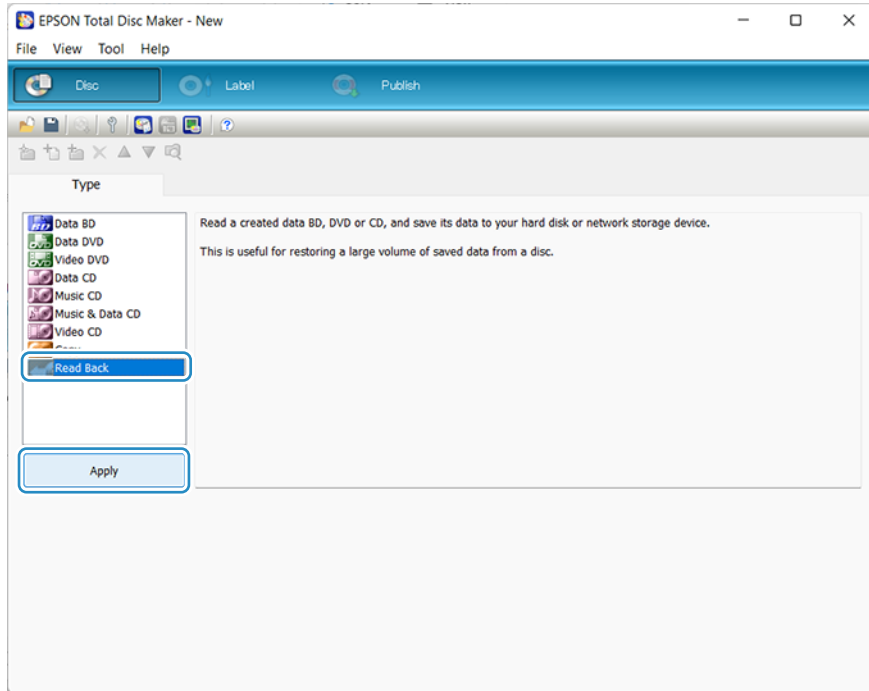 EPSON Total Disc Maker - New
File View Tool Help
Disc Label Publish
Type
Data BD
Data DVD
Video DVD
Data CD
Music CD
Music & Data CD
Video CD
Read Back
Apply
Read a created data BD, DVD or CD, and save its data to your hard disk or network storage device.
This is useful for restoring a large volume of saved data from a disc.